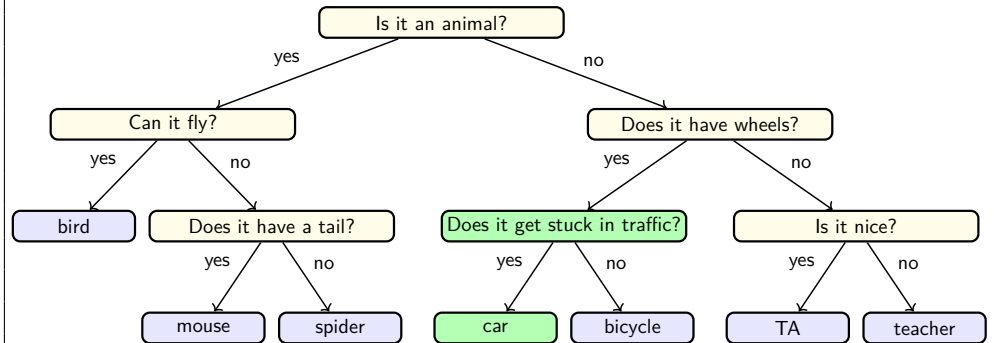 Is it an animal?
yes
no
Can it fly?
Does it have wheels?
yes
no
yes
no
bird
Does it have a tail?
Does it get stuck in traffic?
Is it nice?
yes
no
yes
no
yes
no
mouse
spider
car
bicycle
TA
teacher